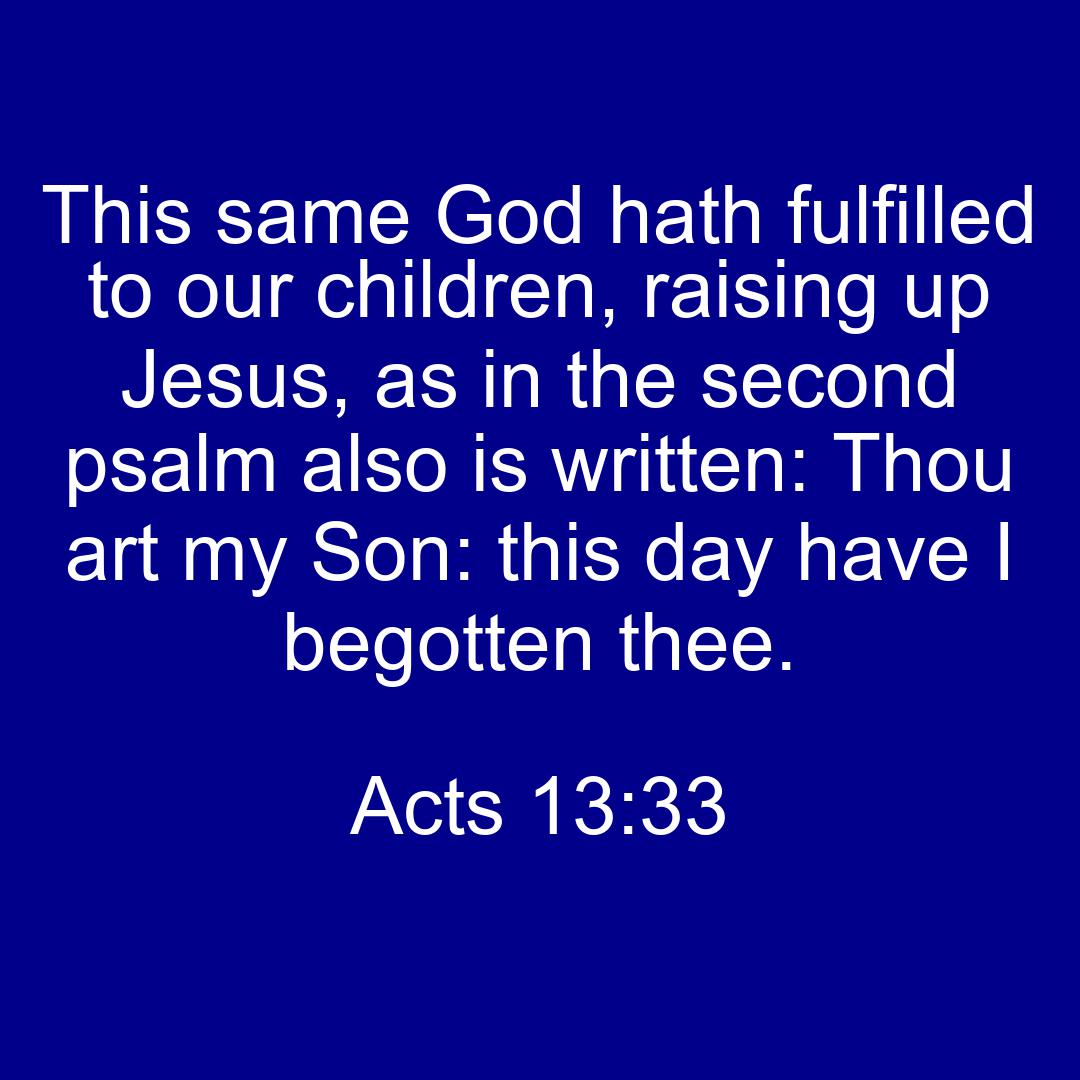 This same God hath fulfilled
to our children, raising up
Jesus, as in the second
psalm also is written: Thou
art my Son: this day have I
begotten thee.
Acts 13:33